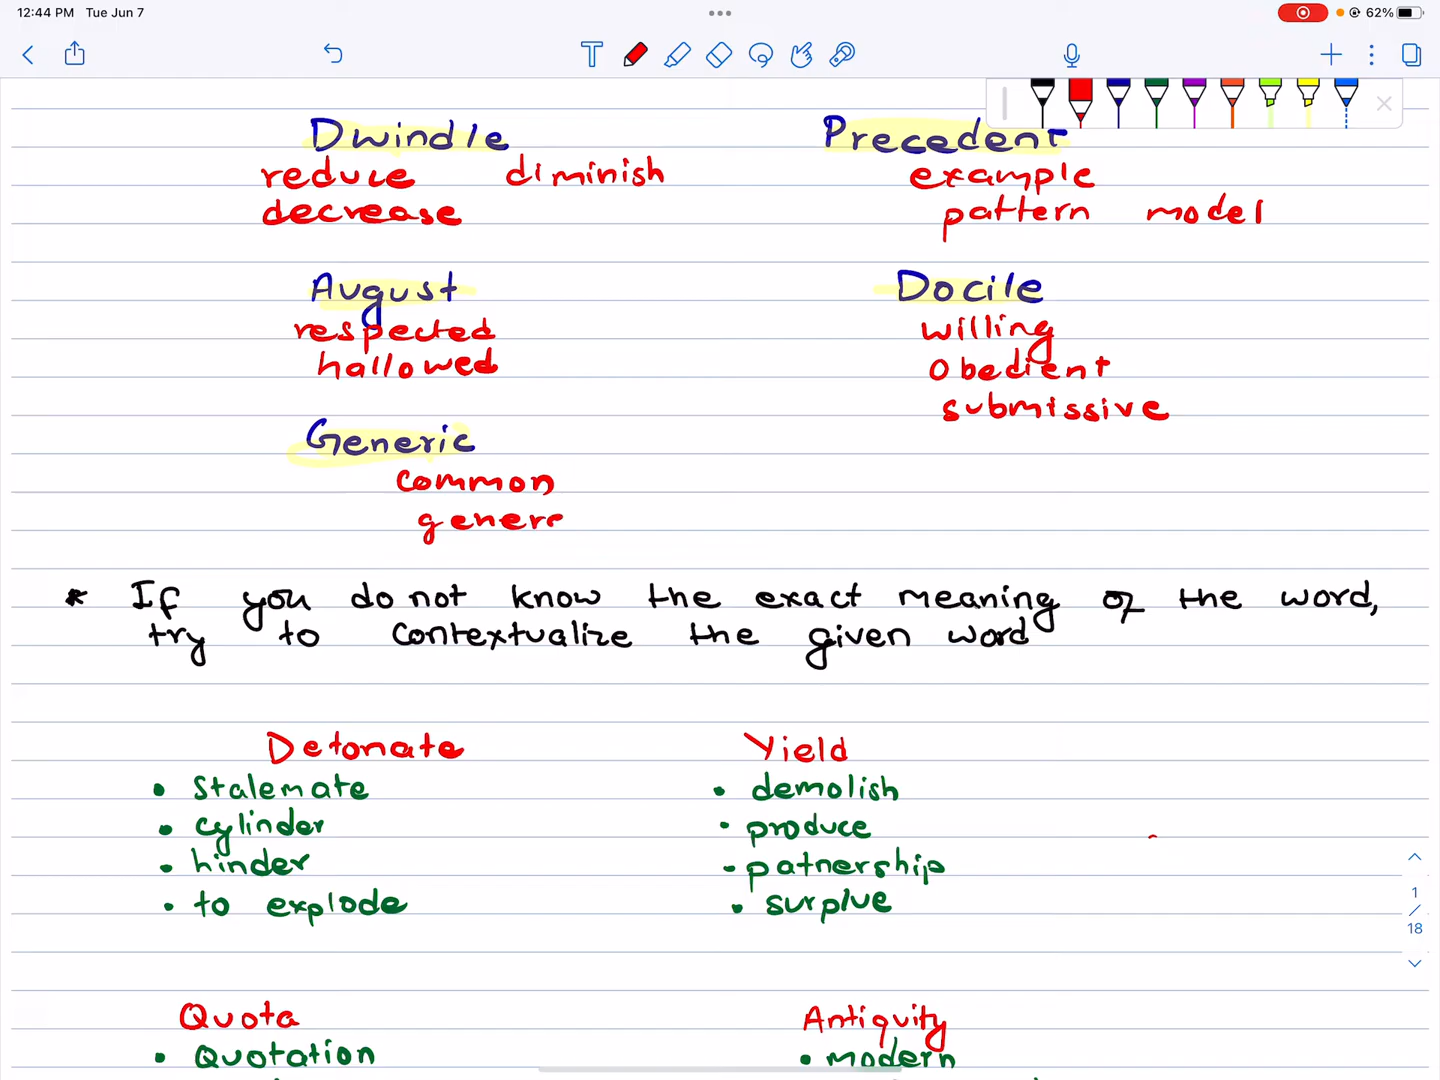 12:44 PM Tue Jun 7
62%
Dwindle
reduce diminish
decrease
Precedent
example
pattern model
August
respected
hallowed
Docile
willing
obedient
submissive
Generic
common
genera
* If you do not know the exact meaning of the word,
try to contextualize the given word
Detonate
• stalemate
• cylinder
• hinder
• to explode
Yield
• demolish
• produce
• patnership
• surplue
1
/
18
Quota
• Quotation
Antiquity
• modern